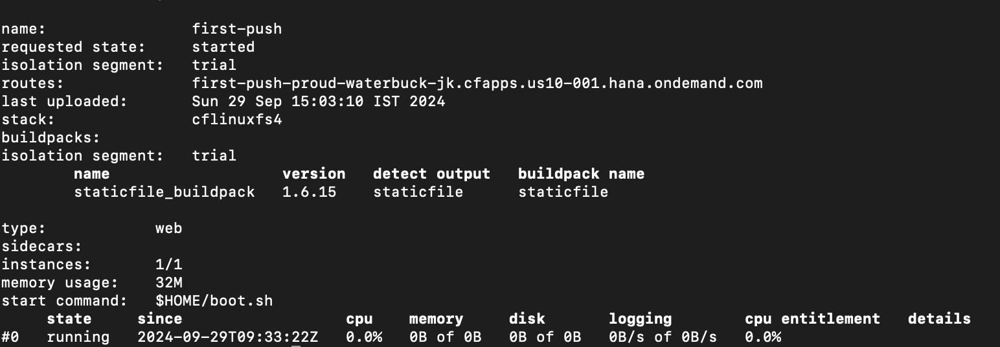 name: first-push
requested state: started
isolation segment: trial
routes: first-push-proud-waterbuck-jk.cfapps.us10-001.hana.ondemand.com
last uploaded: Sun 29 Sep 15:03:10 IST 2024
stack: cflinuxfs4
buildpacks:
isolation segment: trial
name version detect output buildpack name
staticfile_buildpack 1.6.15 staticfile staticfile
type: web
sidecars:
instances: 1/1
memory usage: 32M
start command: $HOME/boot.sh
state since cpu memory disk logging cpu entitlement details
#0 running 2024-09-29T09:33:22Z 0.0% 0B of 0B 0B of 0B 0B/s of 0B/s 0.0%